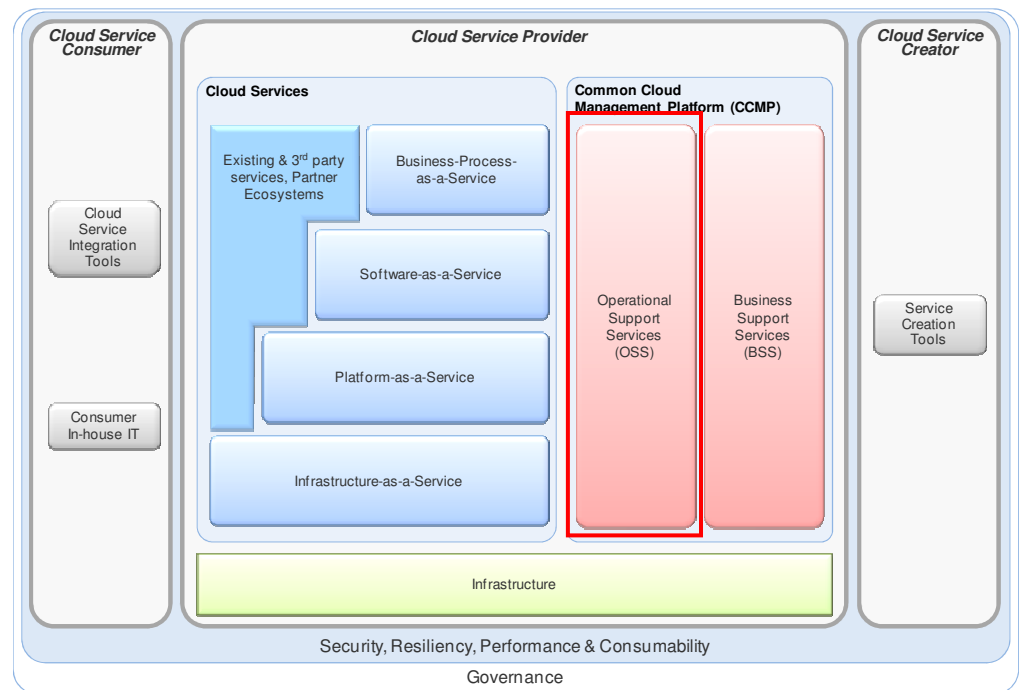 Cloud Service
Consumer
Cloud Service Provider
Cloud Service
Creator
Cloud Services
Common Cloud
Management Platform (CCMP)
Existing & 3rd party
services, Partner
Ecosystems
Business-Process-
as-a-Service
Software-as-a-Service
Platform-as-a-Service
Infrastructure-as-a-Service
Cloud
Service
Integration
Tools
Consumer
In-house IT
Operational
Support
Services
(OSS)
Business
Support
Services
(BSS)
Service
Creation
Tools
Infrastructure
Security, Resiliency, Performance & Consumability
Governance